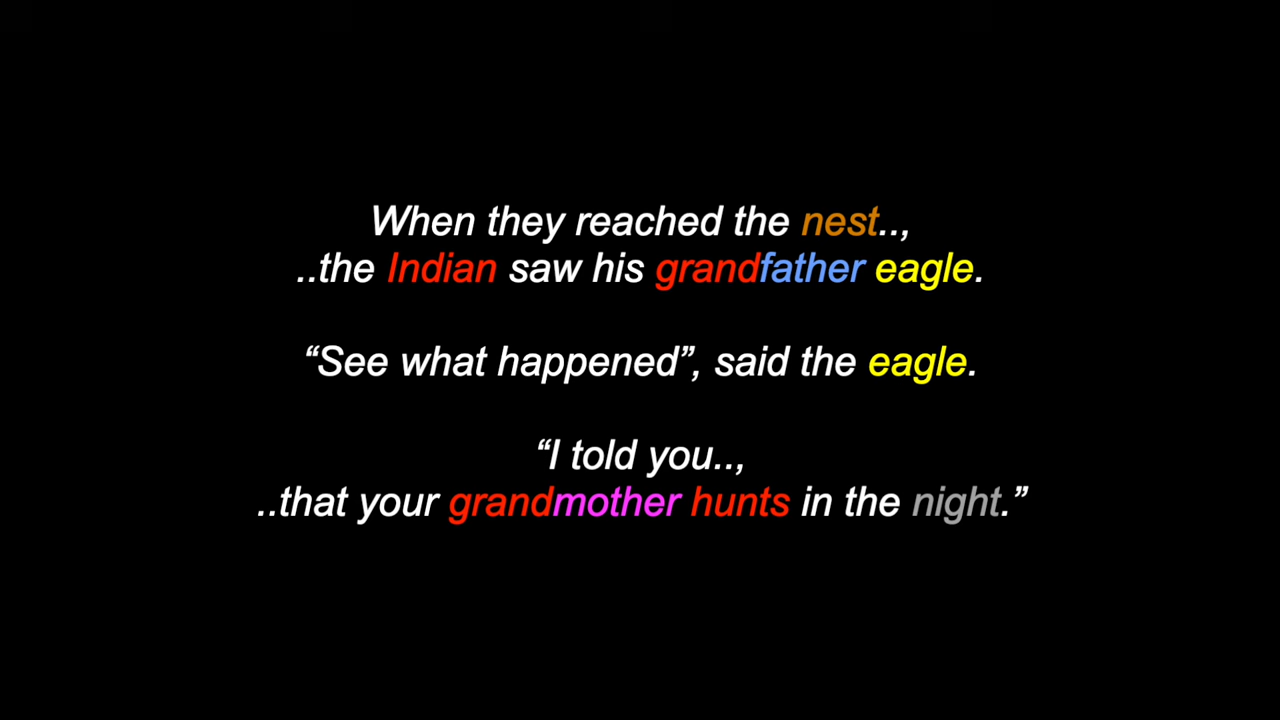 When they reached the nest..,
..the Indian saw his grandfather eagle.
“See what happened”, said the eagle.
“I told you..,
..that your grandmother hunts in the night.”